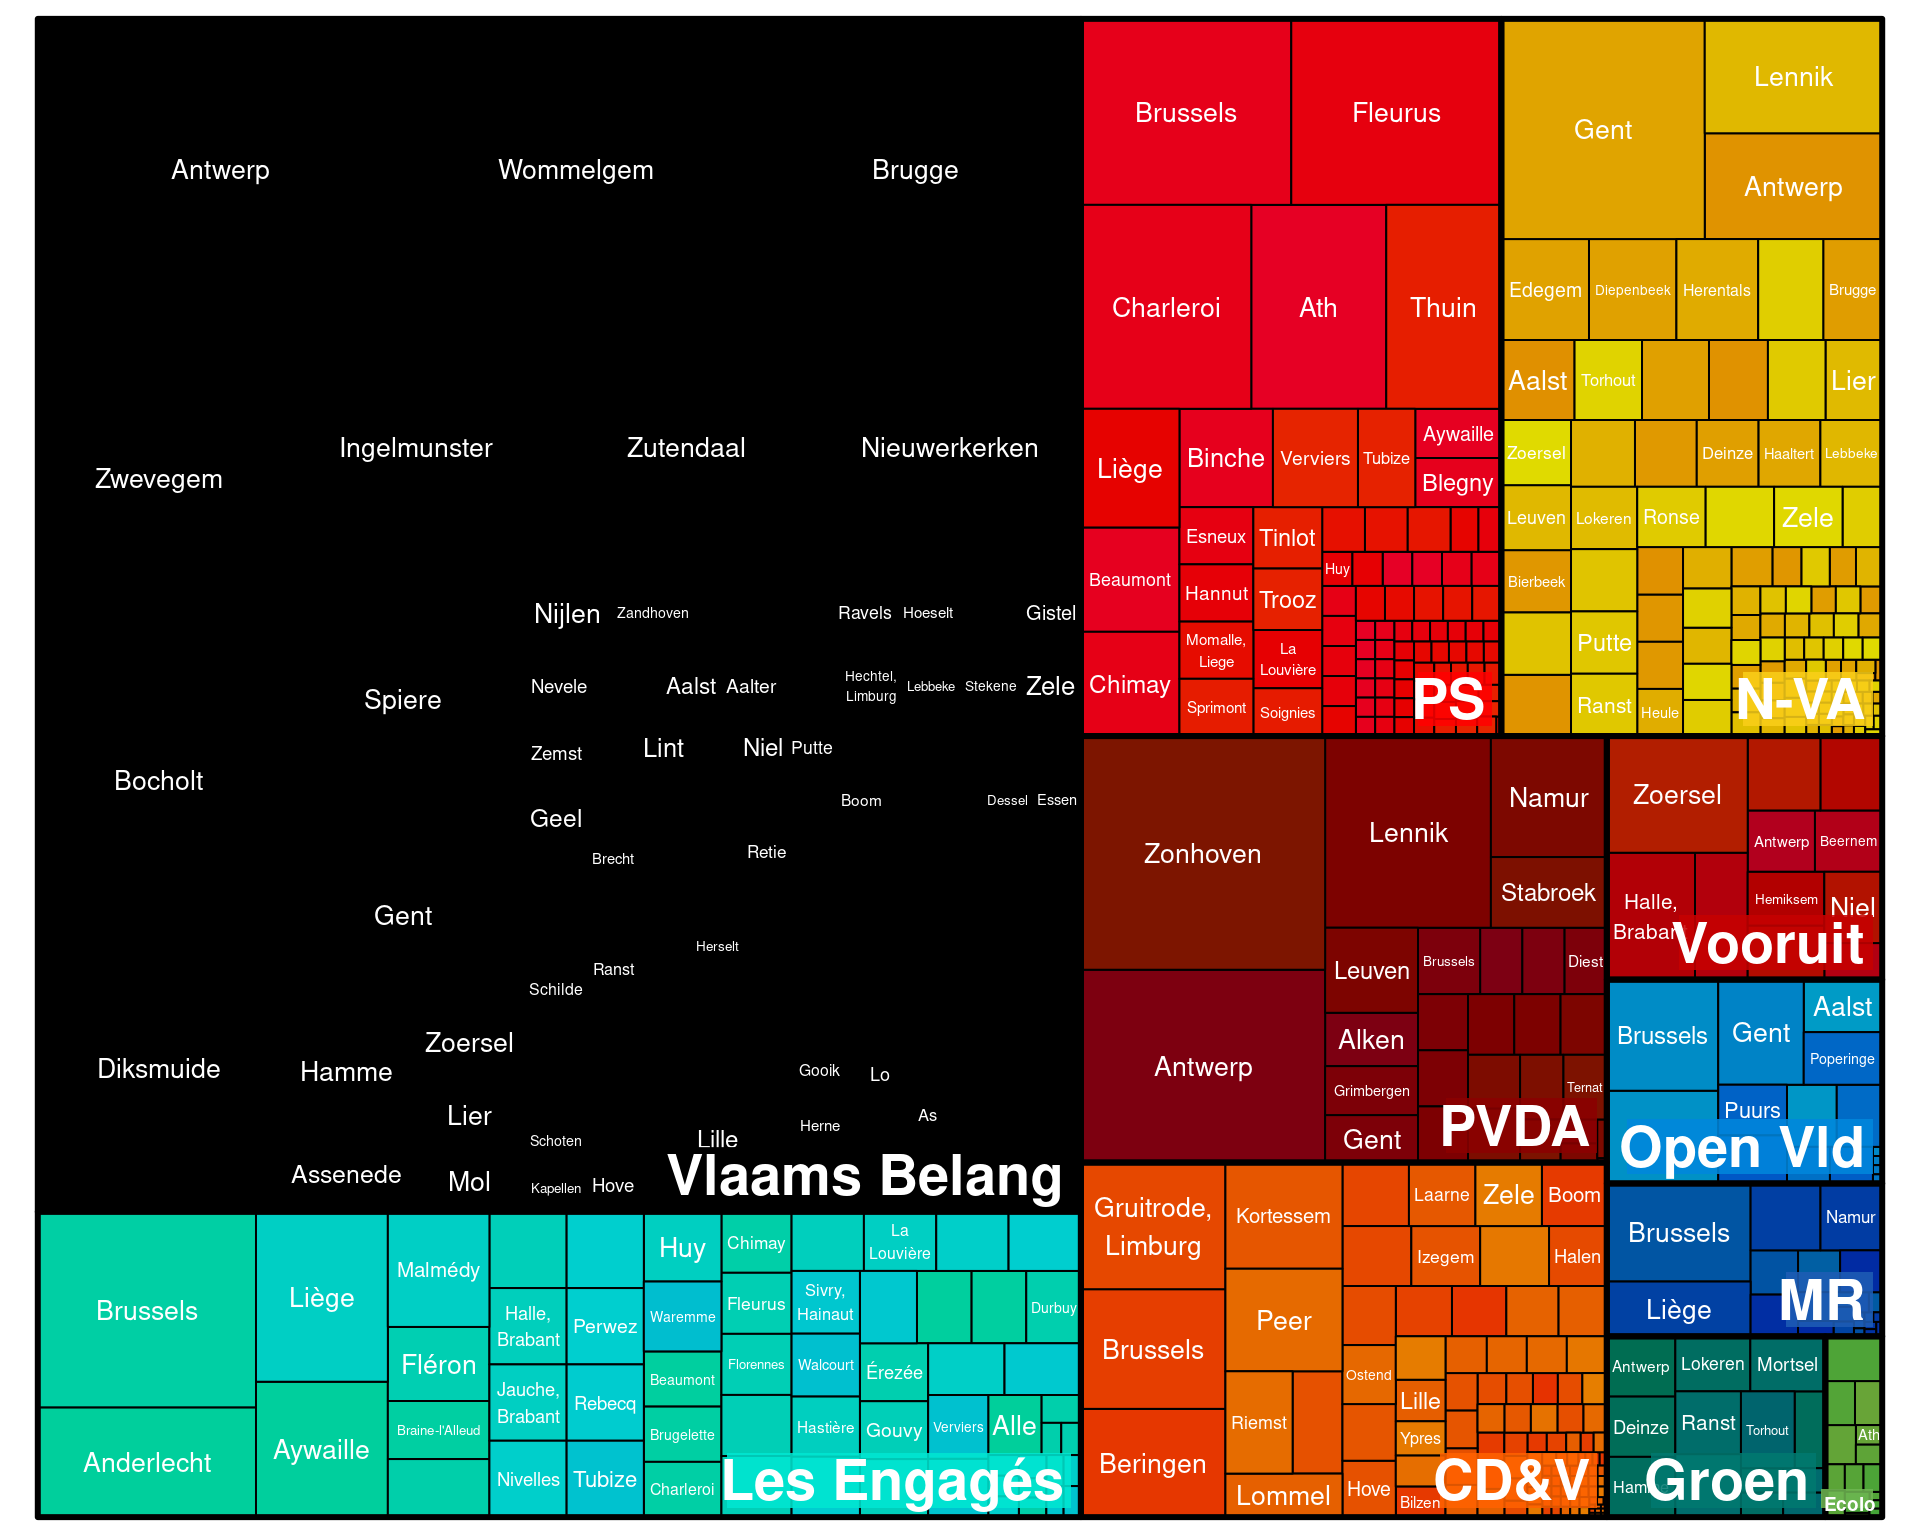 Antwerp
Wommelgem
Brugge
Zwevegem
Ingelmunster
Zutendaal
Nieuwerkerken
Bocholt
Spiere
Nijlen
Zandhoven
Ravels
Hoeselt
Gistel
Nevele
Aalst
Aalter
Hechtel,
Limburg
Lebbeke
Stekene
Zele
Zemst
Lint
Niel
Putte
Geel
Boom
Dessel
Essen
Brecht
Retie
Gent
Herselt
Ranst
Schilde
Diksmuide
Hamme
Zoersel
Gooik
Lo
Lier
Herne
As
Schoten
Lille
Assenede
Mol
Kapellen
Hove
Vlaams Belang
Brussels
Fleurus
Charleroi
Ath
Thuin
Liège
Binche
Verviers
Tubize
Aywaille
Blegny
Beaumont
Esneux
Tinlot
Huy
Hannut
Trooz
Chimay
Momalle,
Liege
La
Louvière
Sprimont
Soignies
PS
Gent
Lennik
Antwerp
Edegem
Diepenbeek
Herentals
Brugge
Aalst
Torhout
Lier
Zoersel
Deinze
Haaltert
Lebbeke
Leuven
Lokeren
Ronse
Zele
Bierbeek
Putte
Ranst
Heule
N-VA
Zonhoven
Lennik
Namur
Stabroek
Antwerp
Leuven
Brussels
Diest
Alken
Grimbergen
Ternat
Gent
PVDA
Zoersel
Antwerp
Beernem
Halle,
Brabant
Hemiksem
Niel
Vooruit
Brussels
Gent
Aalst
Poperinge
Puurs
Open Vld
Brussels
Namur
Liège
MR
Brussels
Anderlecht
Liège
Aywaille
Malmédy
Fléron
Braine-l'Alleud
Halle,
Brabant
Perwez
Jauche,
Brabant
Rebecq
Nivelles
Tubize
Huy
Waremme
Beaumont
Brugelette
Charleroi
Chimay
Fleurus
Florennes
La
Louvière
Sivry,
Hainaut
Durbuy
Walcourt
Érezée
Hastière
Gouvy
Verviers
Alle
Les Engagés
Gruitrode,
Limburg
Kortessem
Laarne
Zele
Boom
Izegem
Halen
Brussels
Peer
Ostend
Lille
Beringen
Riemst
Ypres
Lommel
Hove
Bilzen
CD&V
Antwerp
Lokeren
Mortsel
Deinze
Ranst
Torhout
Groen
Ath
Ecolo